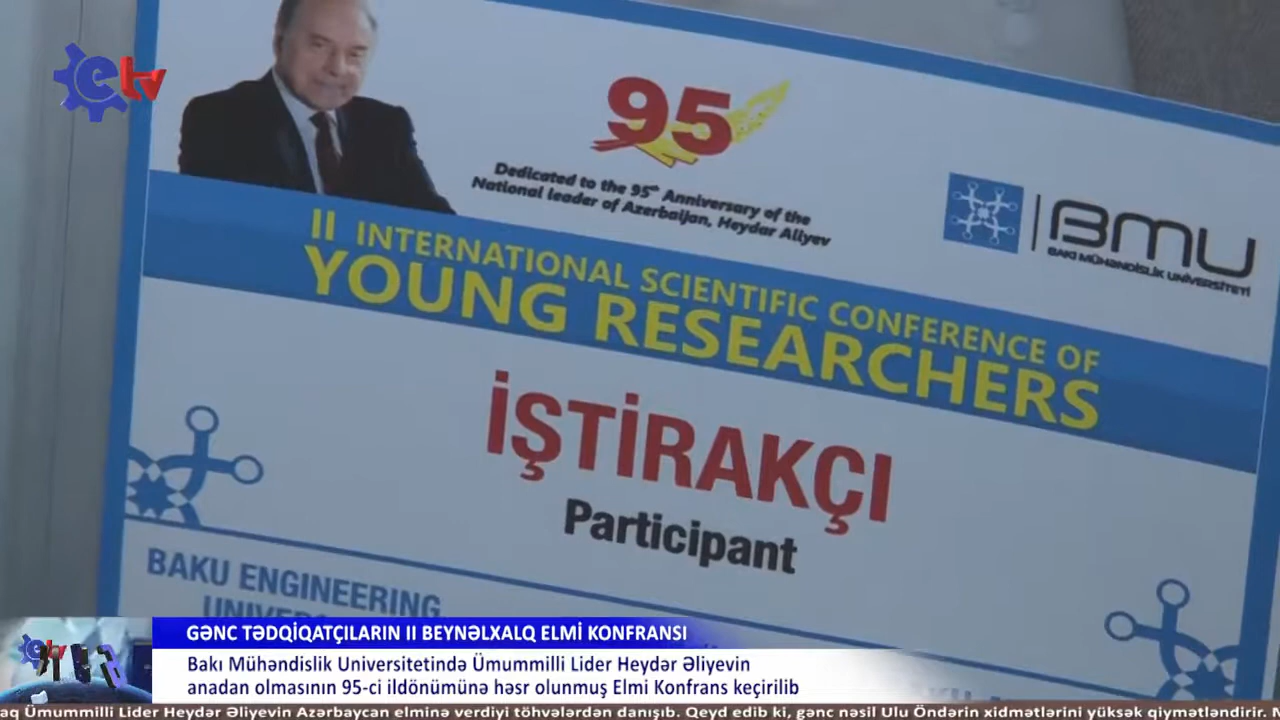 etv
95
Dedicated to the 95th Anniversary of the
National leader of Azerbaijan, Heydar Aliyev
BMU
BAKI MÜHƏNDİSLİK UNİVERSİTETİ
II INTERNATIONAL SCIENTIFIC CONFERENCE OF
YOUNG RESEARCHERS
İŞTİRAKÇI
Participant
BAKU ENGINEERING
GƏNC TƏDQİQATÇILARIN II BEYNƏLXALQ ELMİ KONFRANSI
Bakı Mühəndislik Universitetində Ümummilli Lider Heydər Əliyevin
anadan olmasının 95-ci ildönümünə həsr olunmuş Elmi Konfrans keçirilib
Ümummilli Lider Heydər Əliyevin Azərbaycan elminə verdiyi töhvələrdən danışıb. Qeyd edib ki, gənc nəsil Ulu Öndərin xidmətlərini yüksək qiymətləndirir.